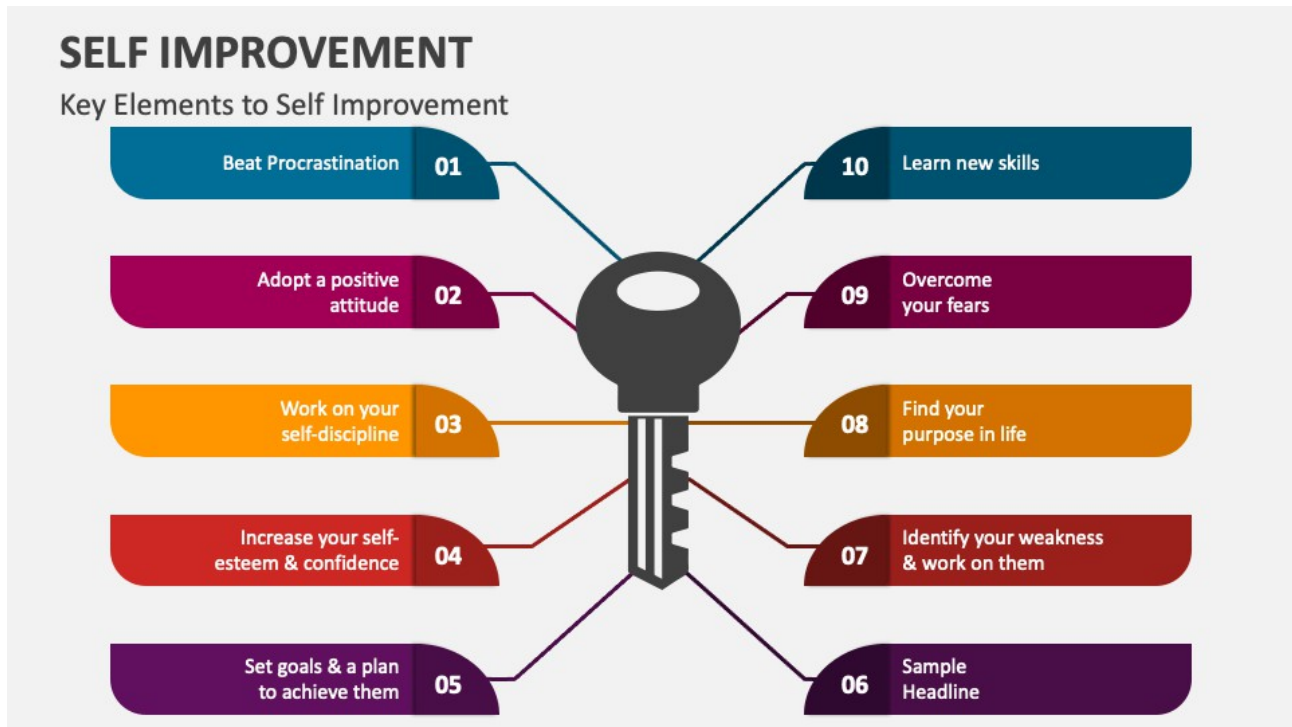 SELF IMPROVEMENT
Key Elements to Self Improvement
Beat Procrastination
01
Adopt a positive
attitude
02
Work on your
self-discipline
03
Increase your self-
esteem & confidence
04
Set goals & a plan
to achieve them
05
10
Learn new skills
09
Overcome
your fears
08
Find your
purpose in life
07
Identify your weakness
& work on them
06
Sample
Headline